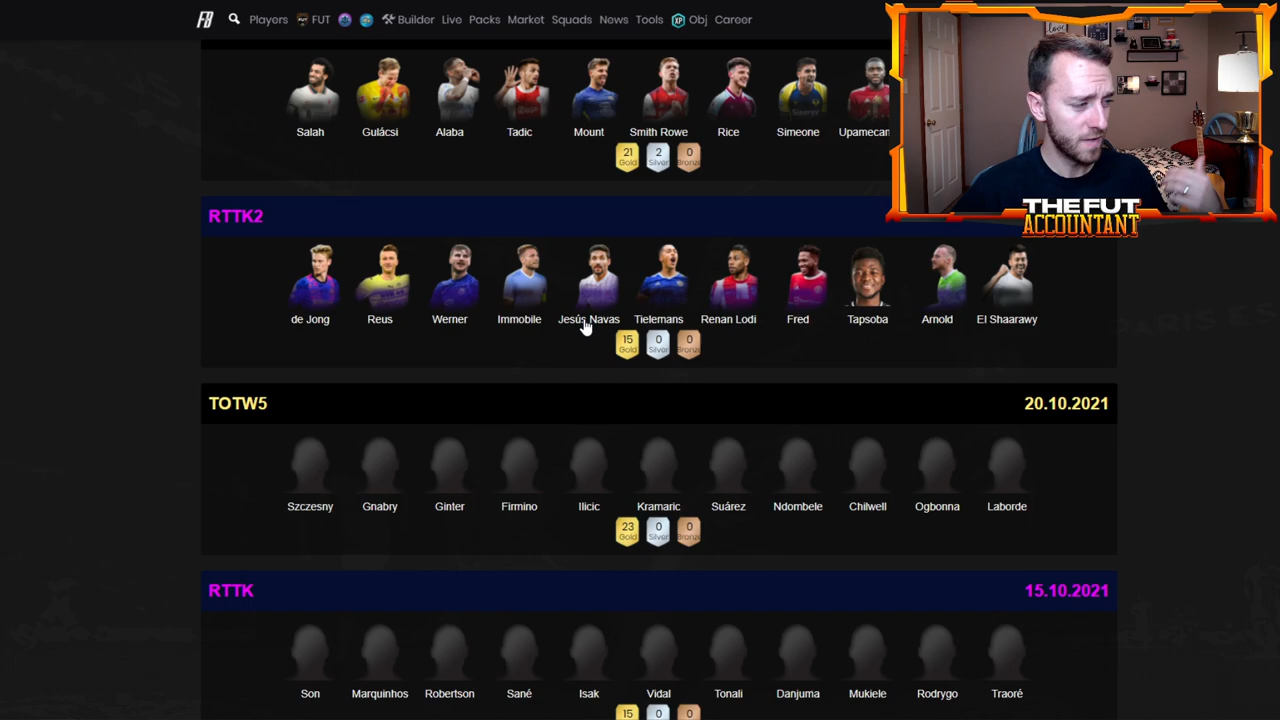 FB Players FUT Builder Live Packs Market Squads News Tools XP Obj Career
Salah Gulácsi Alaba Tadic Mount Smith Rowe Rice Simeone Upamecan
21 2 0
Gold Silver Bronze
THE FUT
ACCOUNTANT
RTTK2
de Jong Reus Werner Immobile Jesús Navas Tielemans Renan Lodi Fred Tapsoba Arnold El Shaarawy
15 0 0
Gold Silver Bronze
TOTW5 20.10.2021
Szczesny Gnabry Ginter Firmino Ilicic Kramaric Suárez Ndombele Chilwell Ogbonna Laborde
23 0 0
Gold Silver Bronze
RTTK 15.10.2021
Son Marquinhos Robertson Sané Isak Vidal Tonali Danjuma Mukiele Rodrygo Traoré
15 0 0